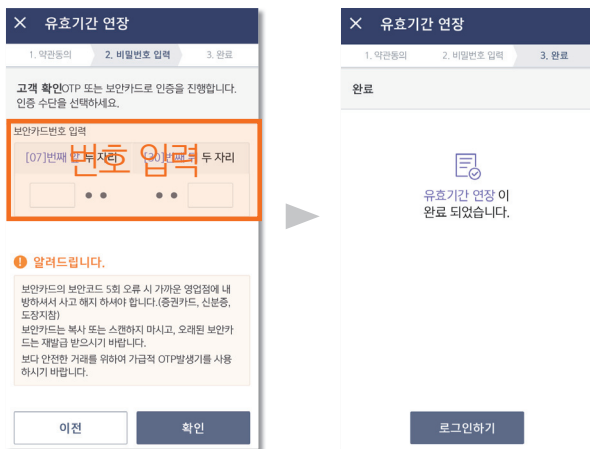 유효기간 연장
1. 약관동의
2. 비밀번호 입력
3. 완료
고객 확인OTP 또는 보안카드로 인증을 진행합니다.
인증 수단을 선택하세요.
보안카드번호 입력
[07]번째 앞 두 자리
[30]번째 뒤 두 자리
번호 입력
알려드립니다.
보안카드의 보안코드 5회 오류 시 가까운 영업점에 내
방하셔서 사고 해지 하셔야 합니다.(증권카드, 신분증,
도장지참)
보안카드는 복사 또는 스캔하지 마시고, 오래된 보안카
드는 재발급 받으시기 바랍니다.
보다 안전한 거래를 위하여 가급적 OTP발생기를 사용
하시기 바랍니다.
이전
확인
유효기간 연장
1. 약관동의
2. 비밀번호 입력
3. 완료
완료
유효기간 연장 이
완료 되었습니다.
로그인하기